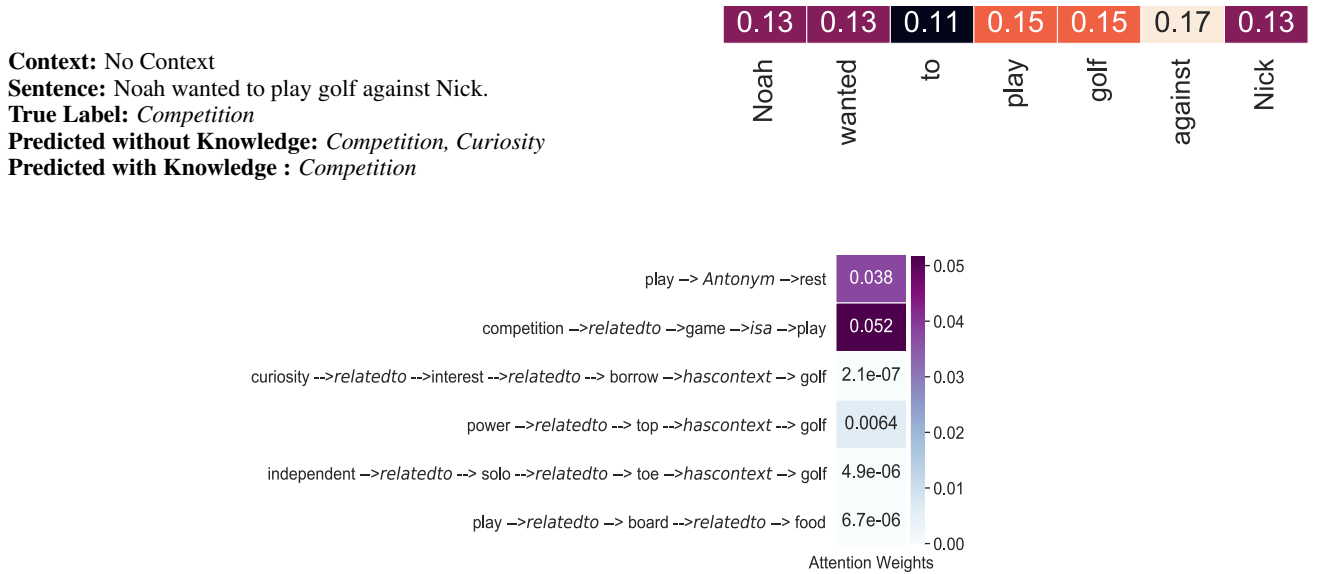 0.13 0.13 0.11 0.15 0.15 0.17 0.13
Noah wanted to play golf against Nick
Context: No Context
Sentence: Noah wanted to play golf against Nick.
True Label: Competition
Predicted without Knowledge: Competition, Curiosity
Predicted with Knowledge : Competition
play –> Antonym –>rest 0.038
competition –>relatedto –>game –>isa –>play 0.052
curiosity -->relatedto -->interest -->relatedto --> borrow –>hascontext –> golf 2.1e-07
power –>relatedto --> top -->hascontext --> golf 0.0064
independent –>relatedto --> solo -->relatedto –> toe –>hascontext –> golf 4.9e-06
play –>relatedto –> board -->relatedto –> food 6.7e-06
0.05
0.04
0.03
0.02
0.01
0.00
Attention Weights